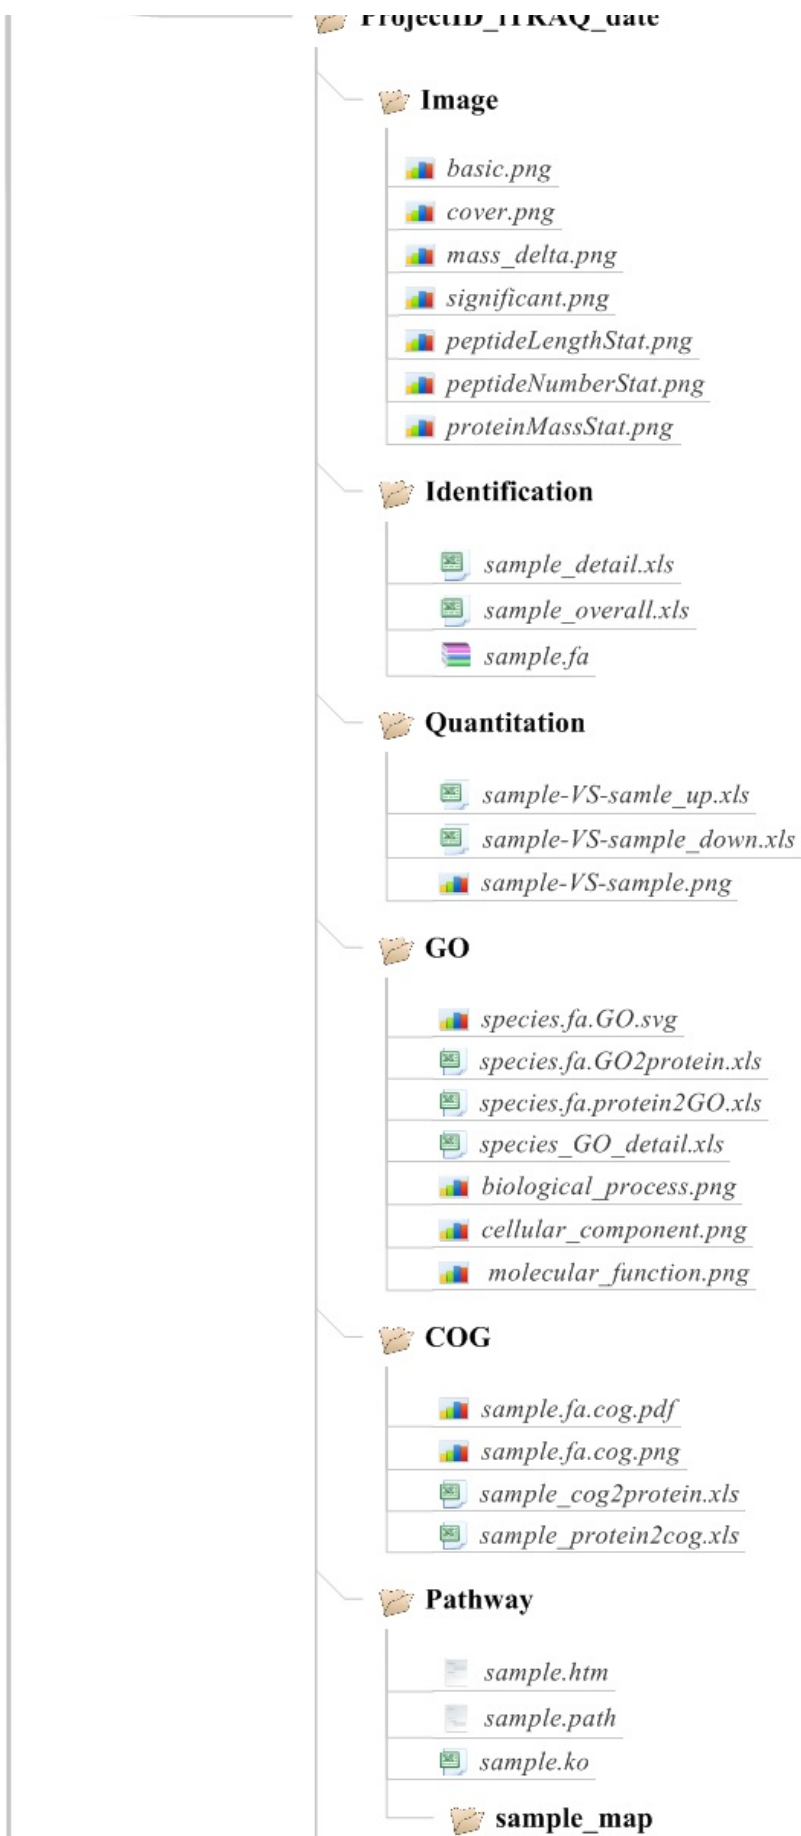 ProjectID_iTRAQ_date
Image
basic.png
cover.png
mass_delta.png
significant.png
peptideLengthStat.png
peptideNumberStat.png
proteinMassStat.png
Identification
sample_detail.xls
sample_overall.xls
sample.fa
Quantitation
sample-VS-samle_up.xls
sample-VS-sample_down.xls
sample-VS-sample.png
GO
species.fa.GO.svg
species.fa.GO2protein.xls
species.fa.protein2GO.xls
species_GO_detail.xls
biological_process.png
cellular_component.png
molecular_function.png
COG
sample.fa.cog.pdf
sample.fa.cog.png
sample_cog2protein.xls
sample_protein2cog.xls
Pathway
sample.htm
sample.path
sample.ko
sample_map